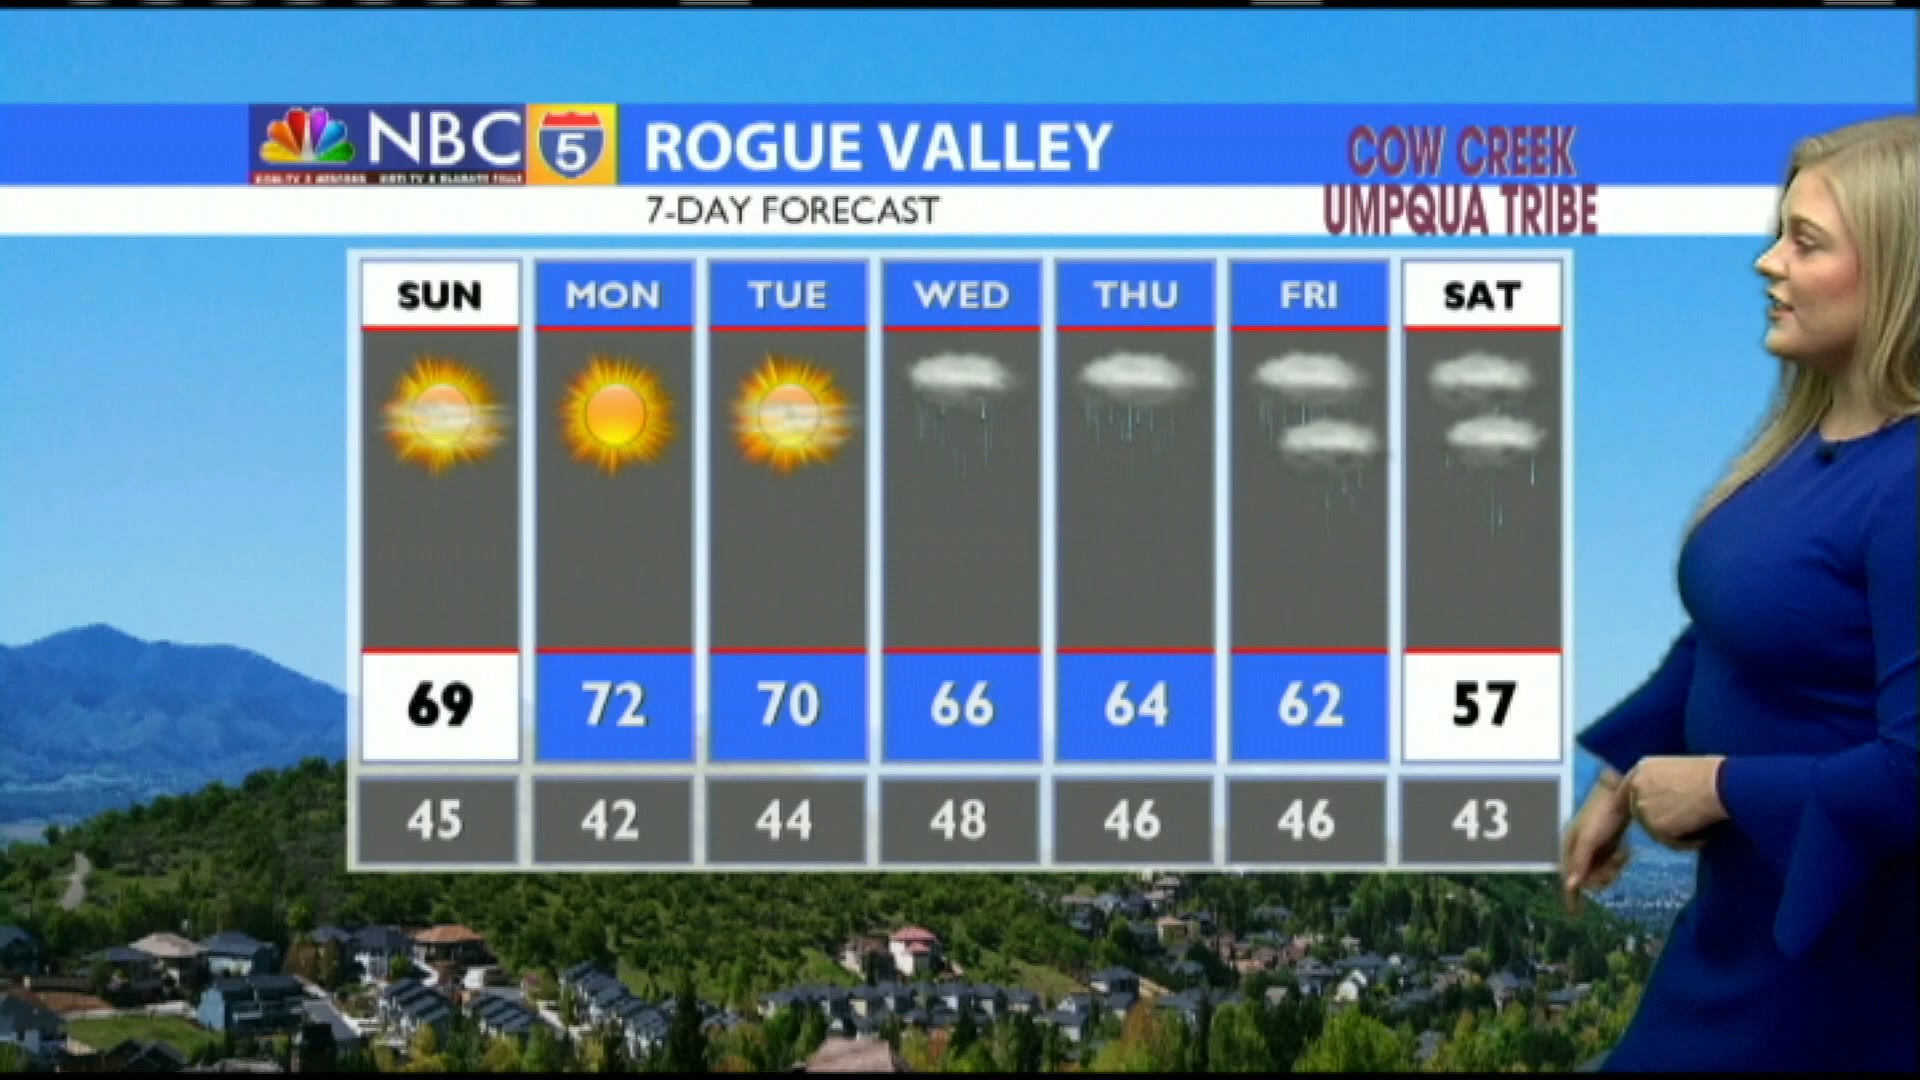 NBC 5 ROGUE VALLEY
COW CREEK
UMPQUA TRIBE
7-DAY FORECAST
SUN MON TUE WED THU FRI SAT
69 72 70 66 64 62 57
45 42 44 48 46 46 43